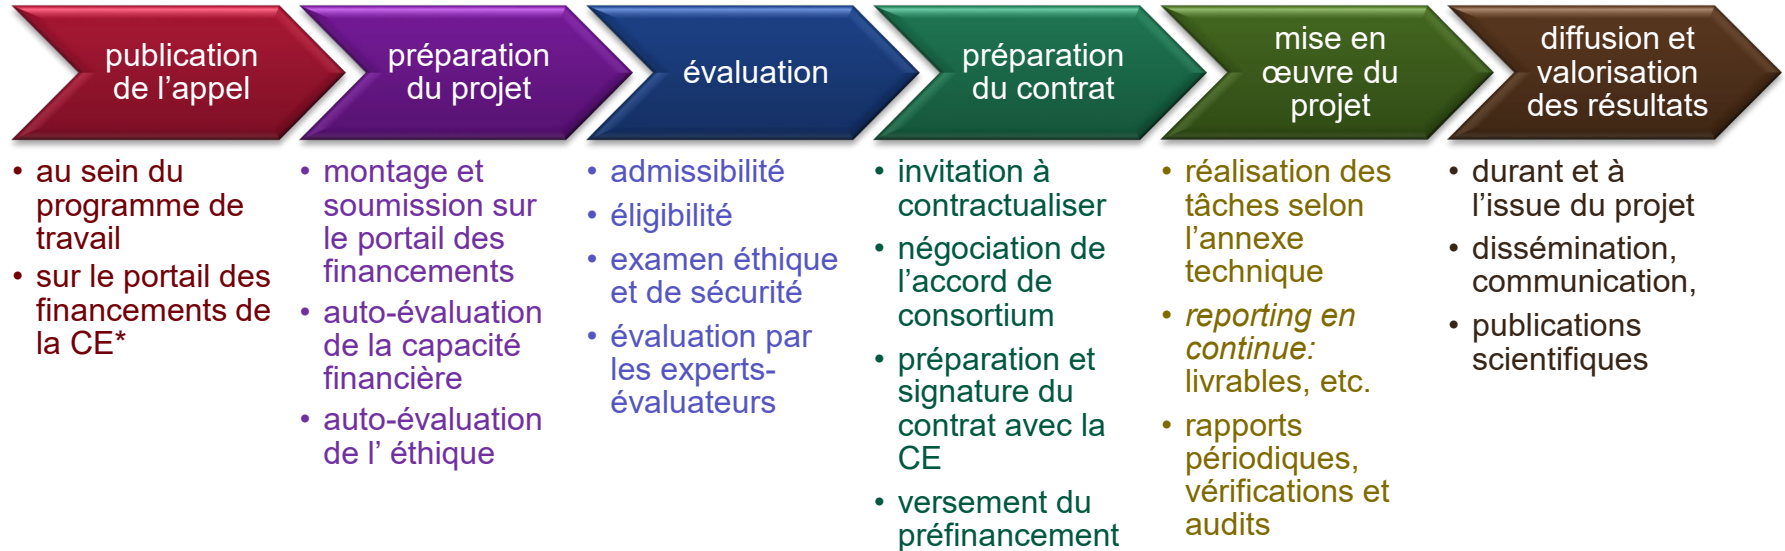 publication
de l’appel
préparation
du projet
évaluation
préparation
du contrat
mise en
œuvre du
projet
diffusion et
valorisation
des résultats
• au sein du
programme de
travail
• sur le portail des
financements de
la CE*
• montage et
soumission sur
le portail des
financements
• auto-évaluation
de la capacité
financière
• auto-évaluation
de l’ éthique
• admissibilité
• éligibilité
• examen éthique
et de sécurité
• évaluation par
les experts-
évaluateurs
• invitation à
contractualiser
• négociation de
l’accord de
consortium
• préparation et
signature du
contrat avec la
CE
• versement du
préfinancement
• réalisation des
tâches selon
l’annexe
technique
• reporting en
continue:
livrables, etc.
• rapports
périodiques,
vérifications et
audits
• durant et à
l’issue du projet
• dissémination,
communication,
• publications
scientifiques